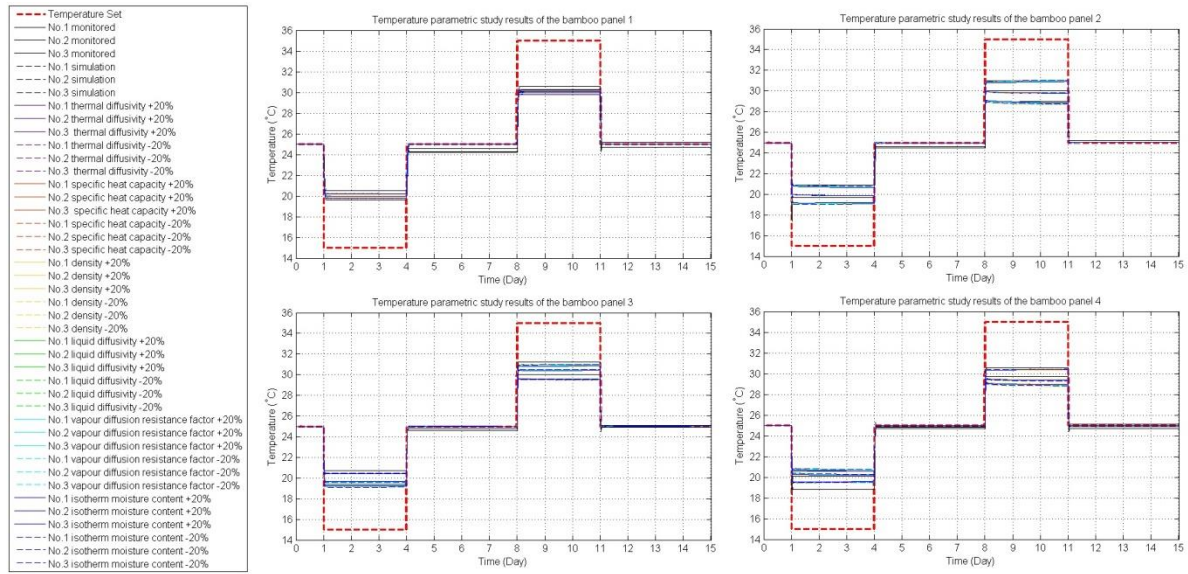 Temperature Set
No.1 monitored
No.2 monitored
No.3 monitored
No.1 simulation
No.2 simulation
No.3 simulation
No.1 thermal diffusivity +20%
No.2 thermal diffusivity +20%
No.3 thermal diffusivity +20%
No.1 thermal diffusivity -20%
No.2 thermal diffusivity -20%
No.3 thermal diffusivity -20%
No.1 specific heat capacity +20%
No.2 specific heat capacity +20%
No.3 specific heat capacity +20%
No.1 specific heat capacity -20%
No.2 specific heat capacity -20%
No.3 specific heat capacity -20%
No.1 density +20%
No.2 density +20%
No.3 density +20%
No.1 density -20%
No.2 density -20%
No.3 density -20%
No.1 liquid diffusivity +20%
No.2 liquid diffusivity +20%
No.3 liquid diffusivity +20%
No.1 liquid diffusivity -20%
No.2 liquid diffusivity -20%
No.3 liquid diffusivity -20%
No.1 vapour diffusion resistance factor +20%
No.2 vapour diffusion resistance factor +20%
No.3 vapour diffusion resistance factor +20%
No.1 vapour diffusion resistance factor -20%
No.2 vapour diffusion resistance factor -20%
No.3 vapour diffusion resistance factor -20%
No.1 isotherm moisture content +20%
No.2 isotherm moisture content +20%
No.3 isotherm moisture content +20%
No.1 isotherm moisture content -20%
No.2 isotherm moisture content -20%
No.3 isotherm moisture content -20%
Temperature parametric study results of the bamboo panel 1
Temperature (°C)
36
34
32
30
28
26
24
22
20
18
16
14
0 1 2 3 4 5 6 7 8 9 10 11 12 13 14 15
Time (Day)
Temperature parametric study results of the bamboo panel 2
Temperature (°C)
36
34
32
30
28
26
24
22
20
18
16
14
0 1 2 3 4 5 6 7 8 9 10 11 12 13 14 15
Time (Day)
Temperature parametric study results of the bamboo panel 3
Temperature (°C)
36
34
32
30
28
26
24
22
20
18
16
14
0 1 2 3 4 5 6 7 8 9 10 11 12 13 14 15
Time (Day)
Temperature parametric study results of the bamboo panel 4
Temperature (°C)
36
34
32
30
28
26
24
22
20
18
16
14
0 1 2 3 4 5 6 7 8 9 10 11 12 13 14 15
Time (Day)